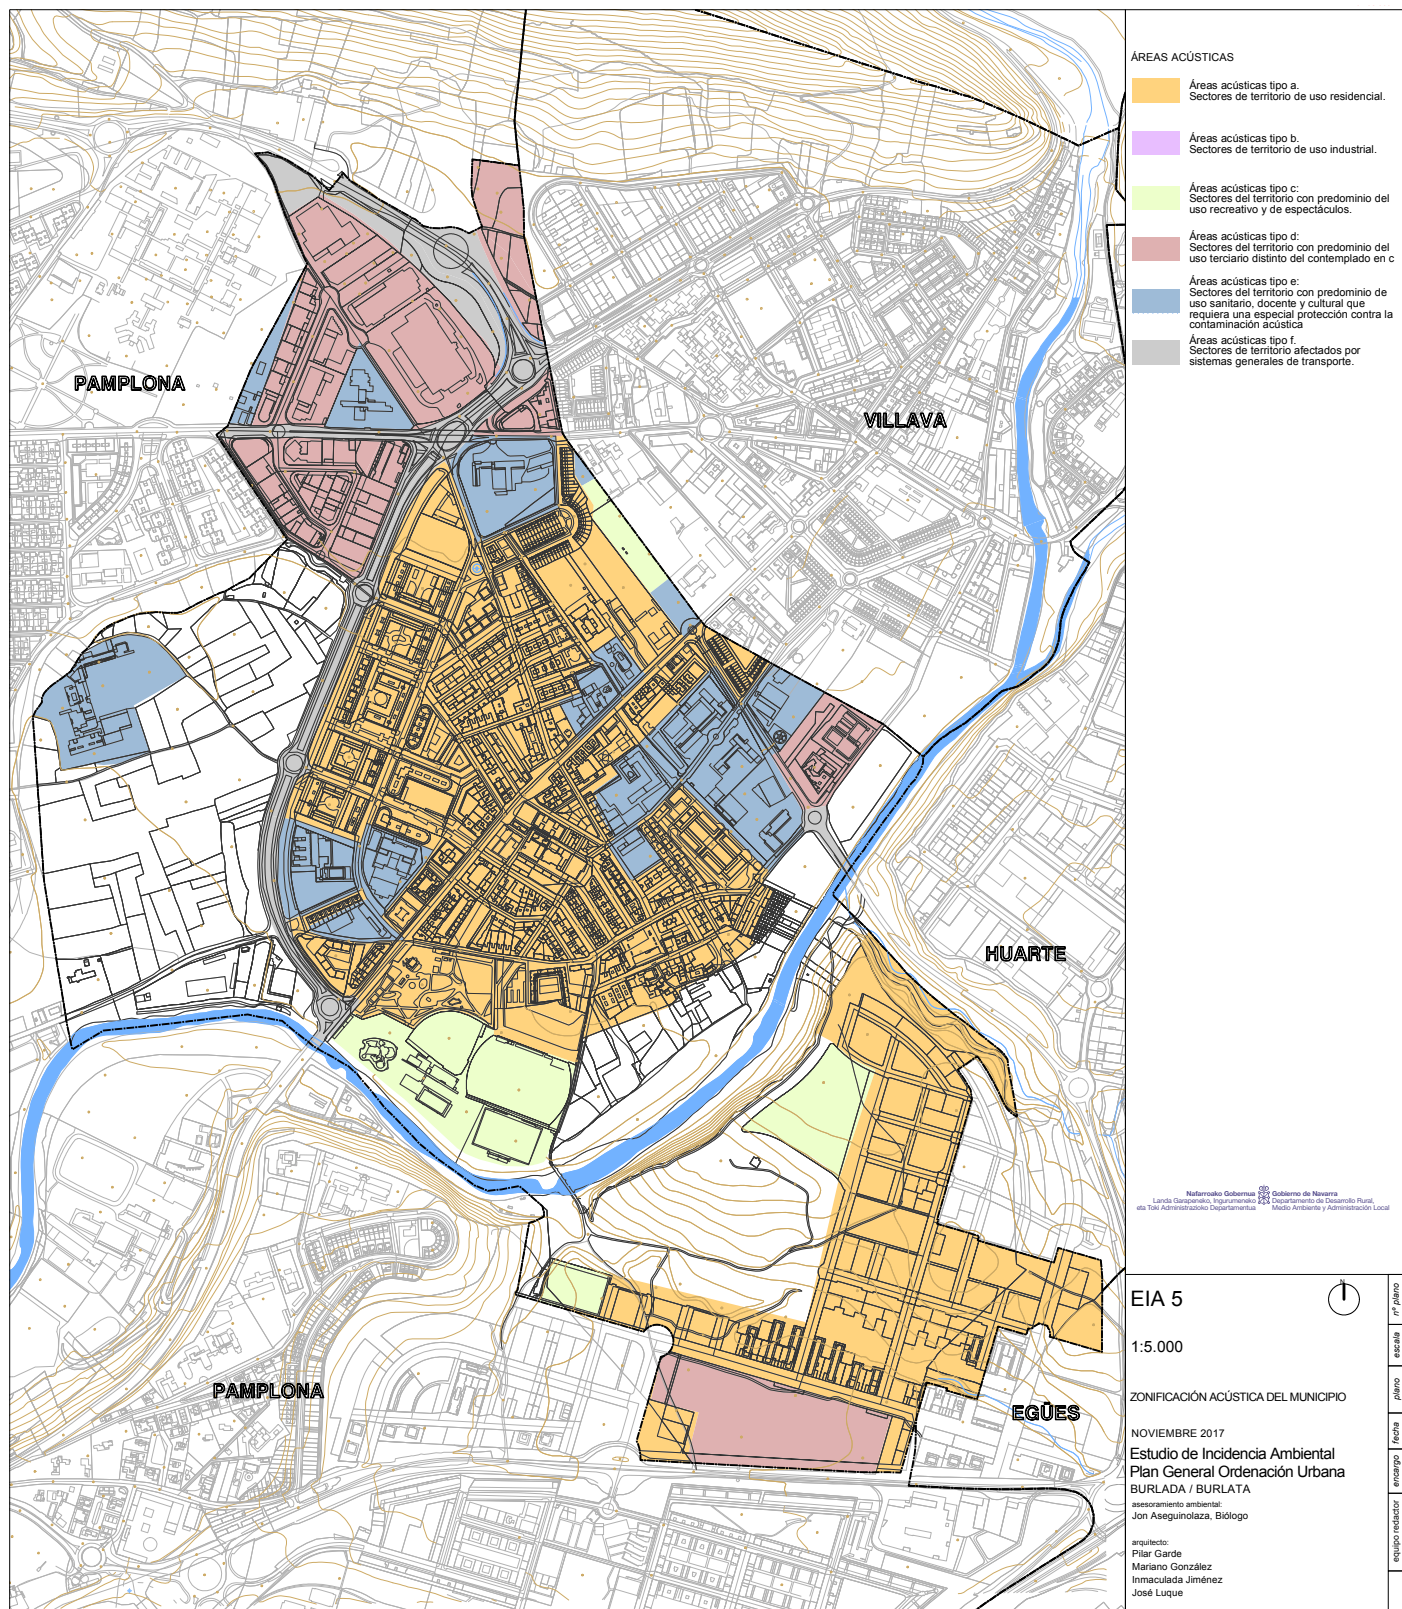 ÁREAS ACÚSTICAS
Áreas acústicas tipo a.
Sectores de territorio de uso residencial.
Áreas acústicas tipo b.
Sectores de territorio de uso industrial.
Áreas acústicas tipo c:
Sectores del territorio con predominio del
uso recreativo y de espectáculos.
Áreas acústicas tipo d:
Sectores del territorio con predominio del
uso terciario distinto del contemplado en c
Áreas acústicas tipo e:
Sectores del territorio con predominio de
uso sanitario, docente y cultural que
requiera una especial protección contra la
contaminación acústica
Áreas acústicas tipo f.
Sectores de territorio afectados por
sistemas generales de transporte.
PAMPLONA
VILLAVA
HUARTE
PAMPLONA
EGÜES
Nafarroako Gobernua
Landa Garapeneko, Ingurumeneko
eta Toki Administrazioko Departamentua
Gobierno de Navarra
Departamento de Desarrollo Rural,
Medio Ambiente y Administración Local
EIA 5
N
nº plano
1:5.000
escala
ZONIFICACIÓN ACÚSTICA DEL MUNICIPIO
plano
NOVIEMBRE 2017
fecha
Estudio de Incidencia Ambiental
Plan General Ordenación Urbana
BURLADA / BURLATA
encargo
asesoramiento ambiental:
Jon Aseguinolaza, Biólogo
arquitecto:
Pilar Garde
Mariano González
Inmaculada Jiménez
José Luque
equipo redactor